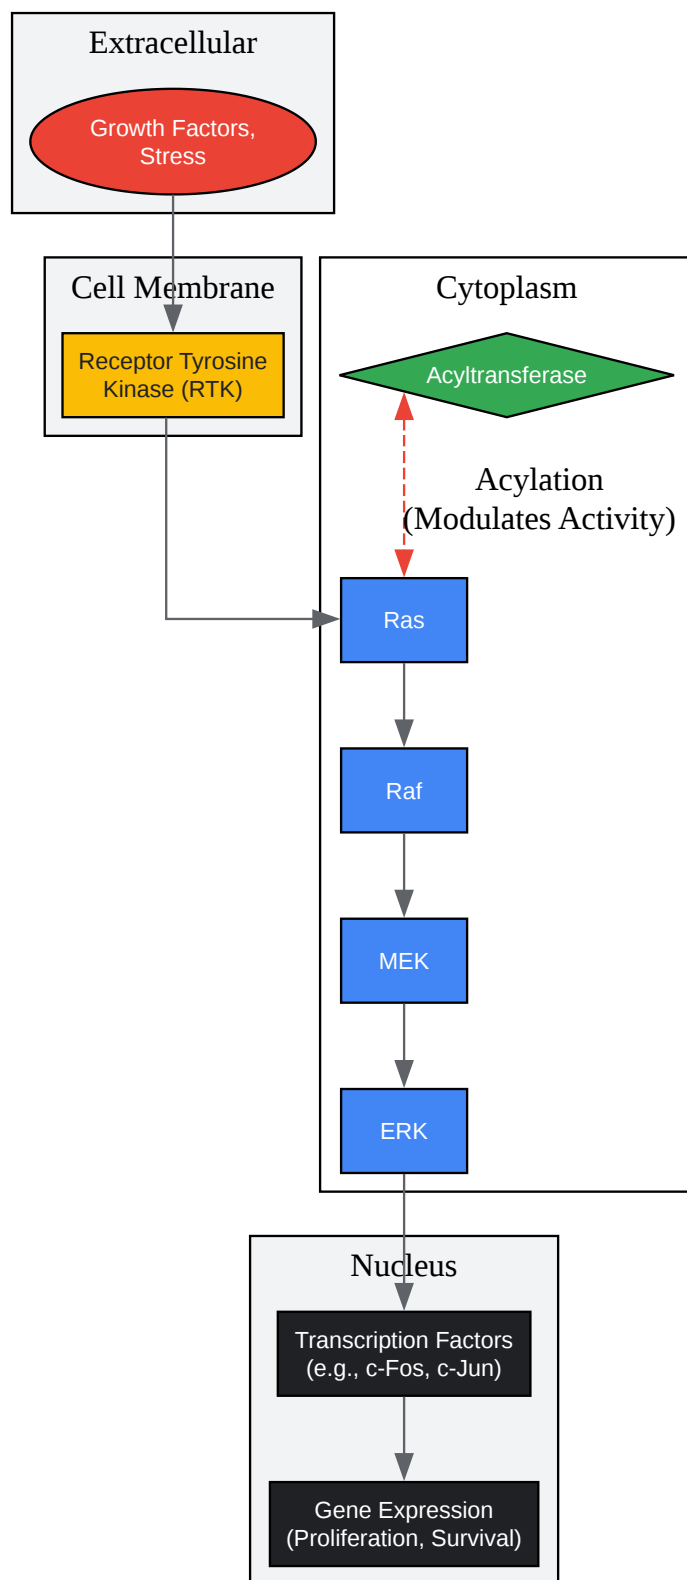 Extracellular
Growth Factors,
Stress
Cell Membrane
Receptor Tyrosine
Kinase (RTK)
Cytoplasm
Acyltransferase
Acylation
(Modulates Activity)
Ras
Raf
MEK
ERK
Nucleus
Transcription Factors
(e.g., c-Fos, c-Jun)
Gene Expression
(Proliferation, Survival)